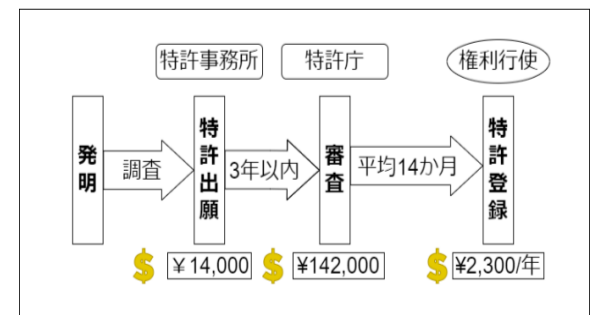 特許事務所 特許庁 権利行使
発明
調査
特許出願
3年以内
審査
平均14か月
特許登録
$ ¥14,000 $ ¥142,000 $ ¥2,300/年